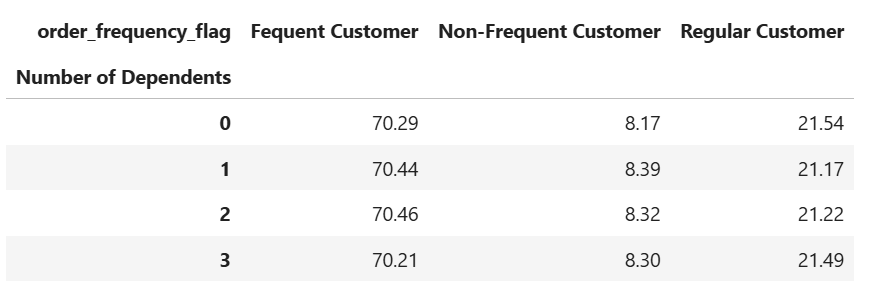 order_frequency_flag Fequent Customer Non-Frequent Customer Regular Customer
Number of Dependents
0 70.29 8.17 21.54
1 70.44 8.39 21.17
2 70.46 8.32 21.22
3 70.21 8.30 21.49